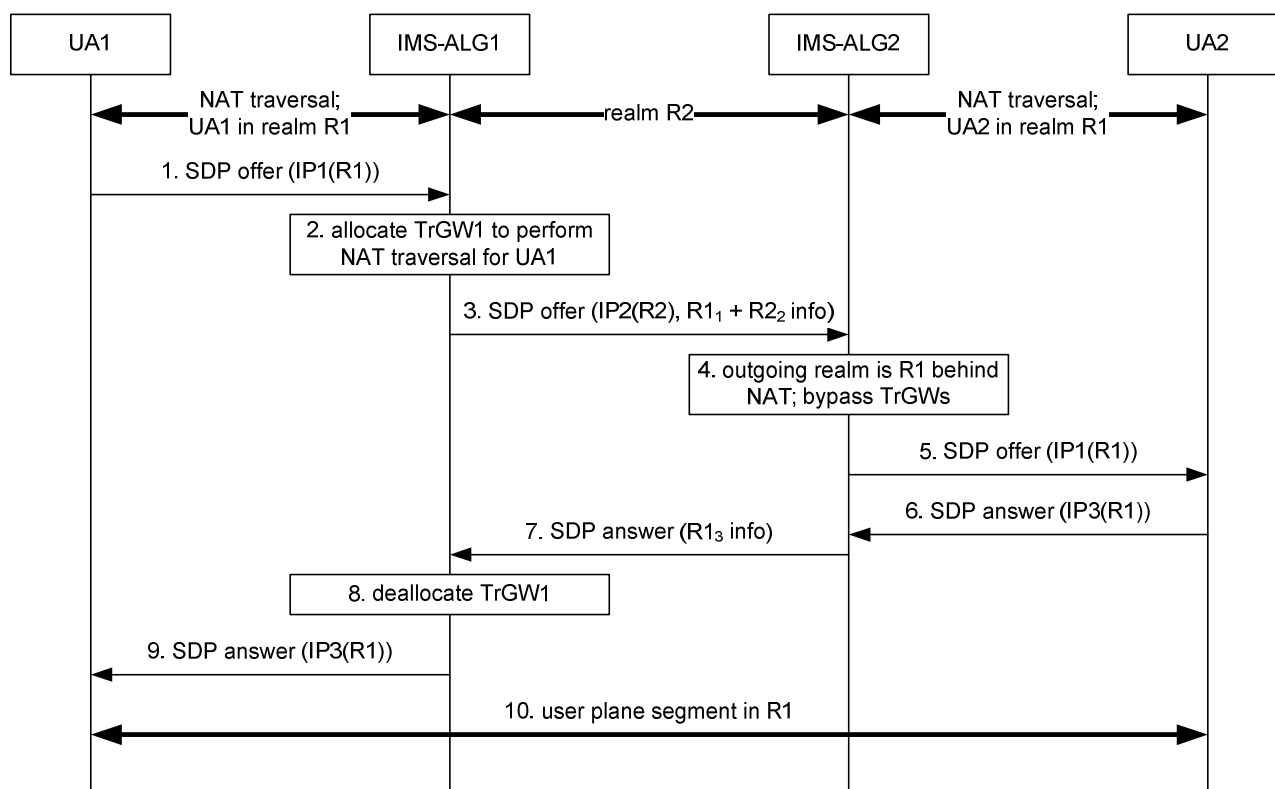 UA1
IMS-ALG1
IMS-ALG2
UA2
NAT traversal;
UA1 in realm R1
realm R2
NAT traversal;
UA2 in realm R1
1. SDP offer (IP1(R1))
2. allocate TrGW1 to perform
NAT traversal for UA1
3. SDP offer (IP2(R2), R1₁ + R2₂ info)
4. outgoing realm is R1 behind
NAT; bypass TrGWs
5. SDP offer (IP1(R1))
6. SDP answer (IP3(R1))
7. SDP answer (R1₃ info)
8. deallocate TrGW1
9. SDP answer (IP3(R1))
10. user plane segment in R1